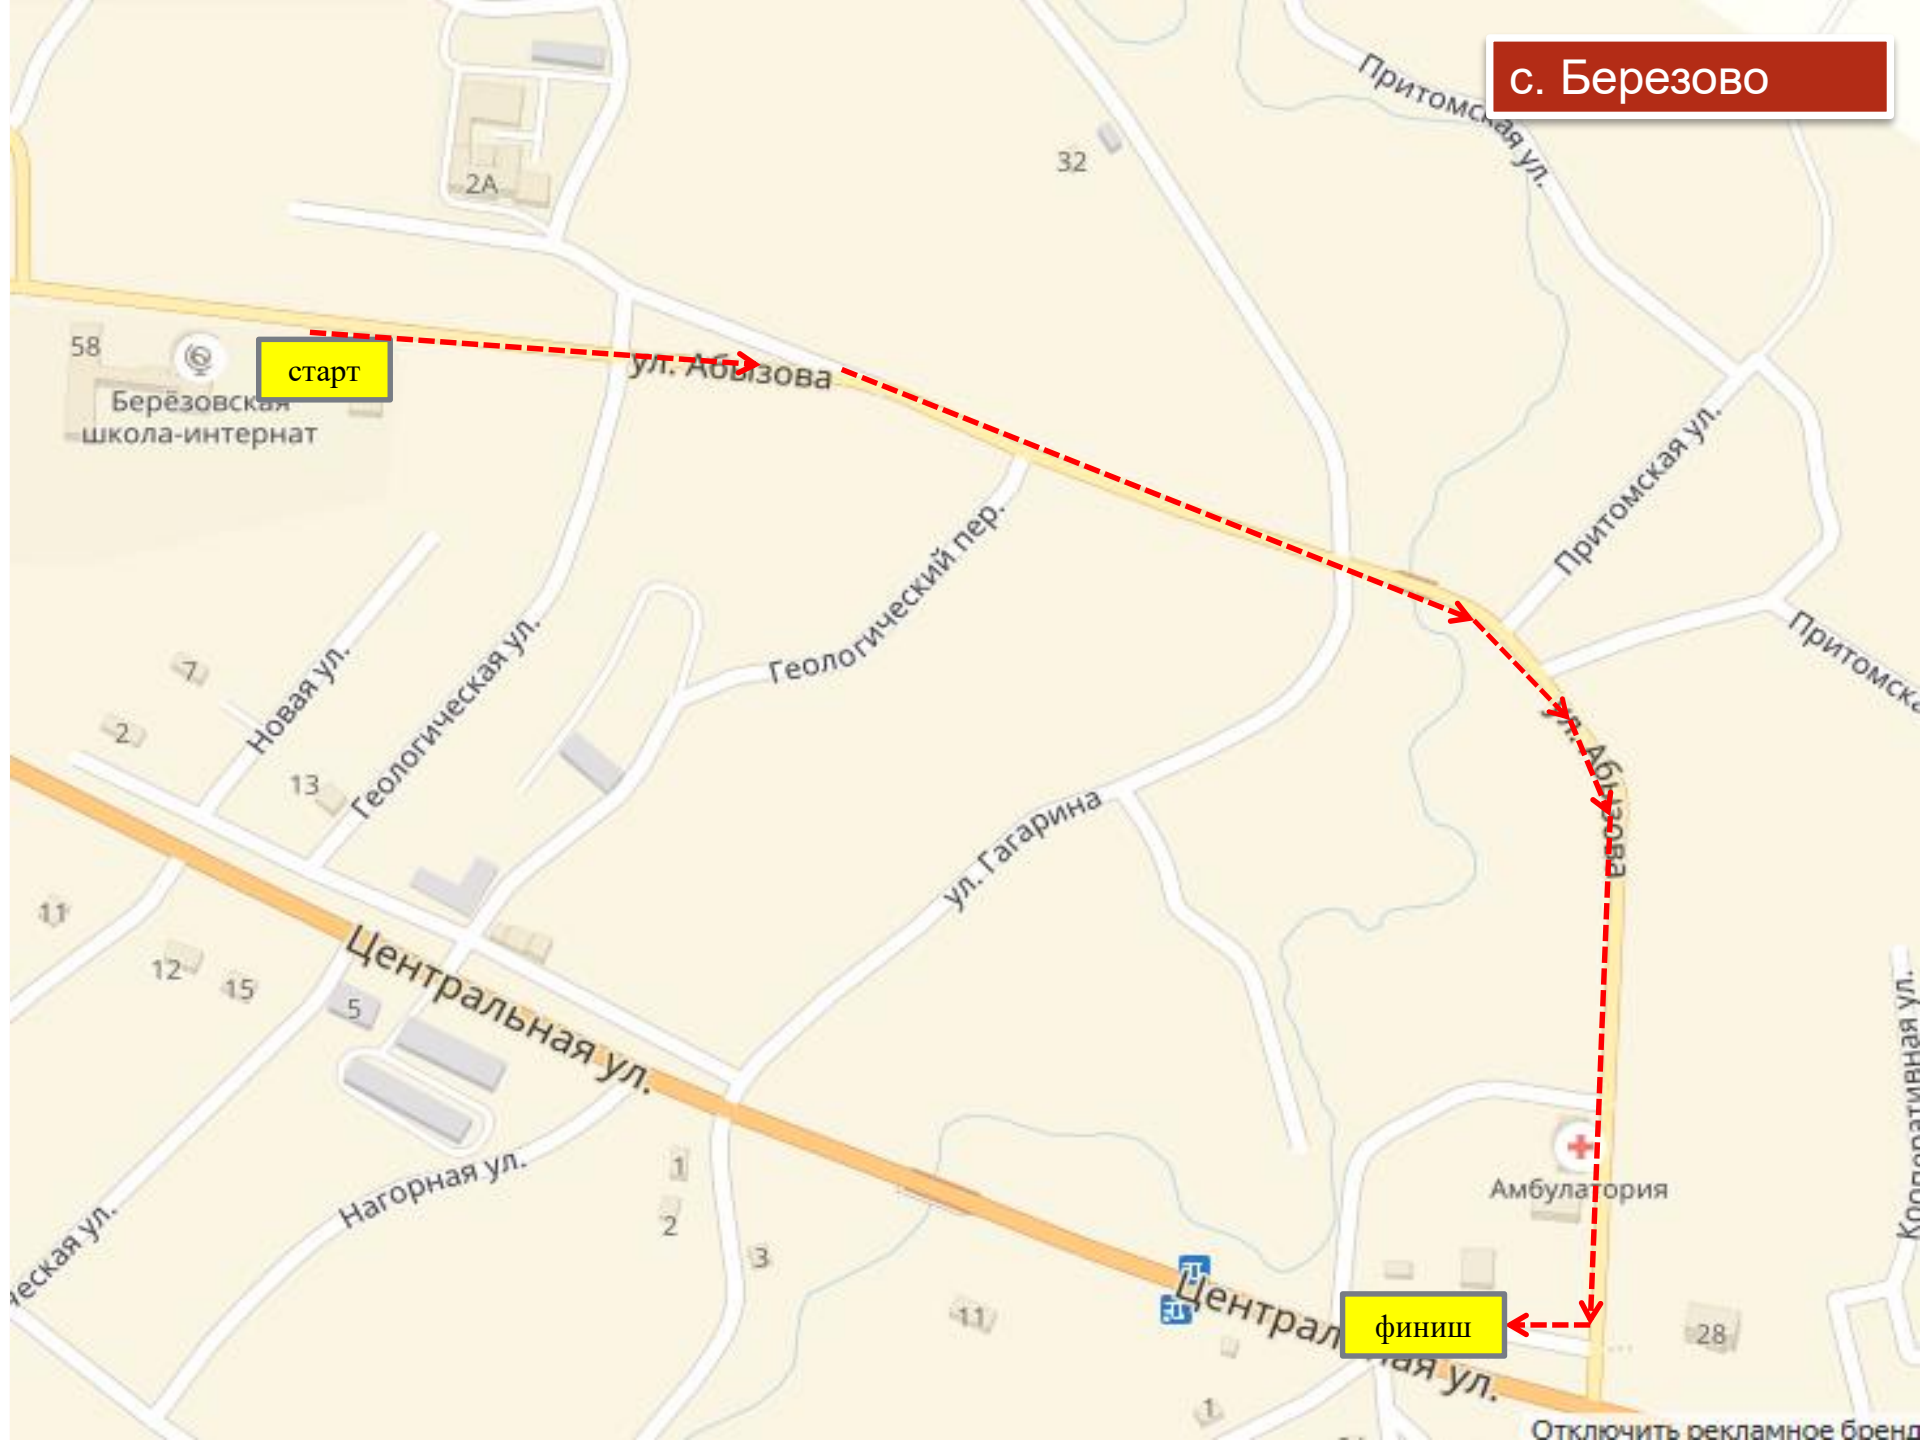 с. Березово
Притомская ул.
32
2А
58
старт
ул. Абызова
Берёзовская
школа-интернат
Притомская ул.
Геологический пер.
Притомска
7
Новая ул.
Геологическая ул.
2
13
ул. Абызова
ул. Гагарина
11
12
15
5
Центральная ул.
Кооперативная ул.
1
Амбулатория
Нагорная ул.
2
3
ческая ул.
11
Центральная ул.
финиш
28
1
Отключить рекламное бренд